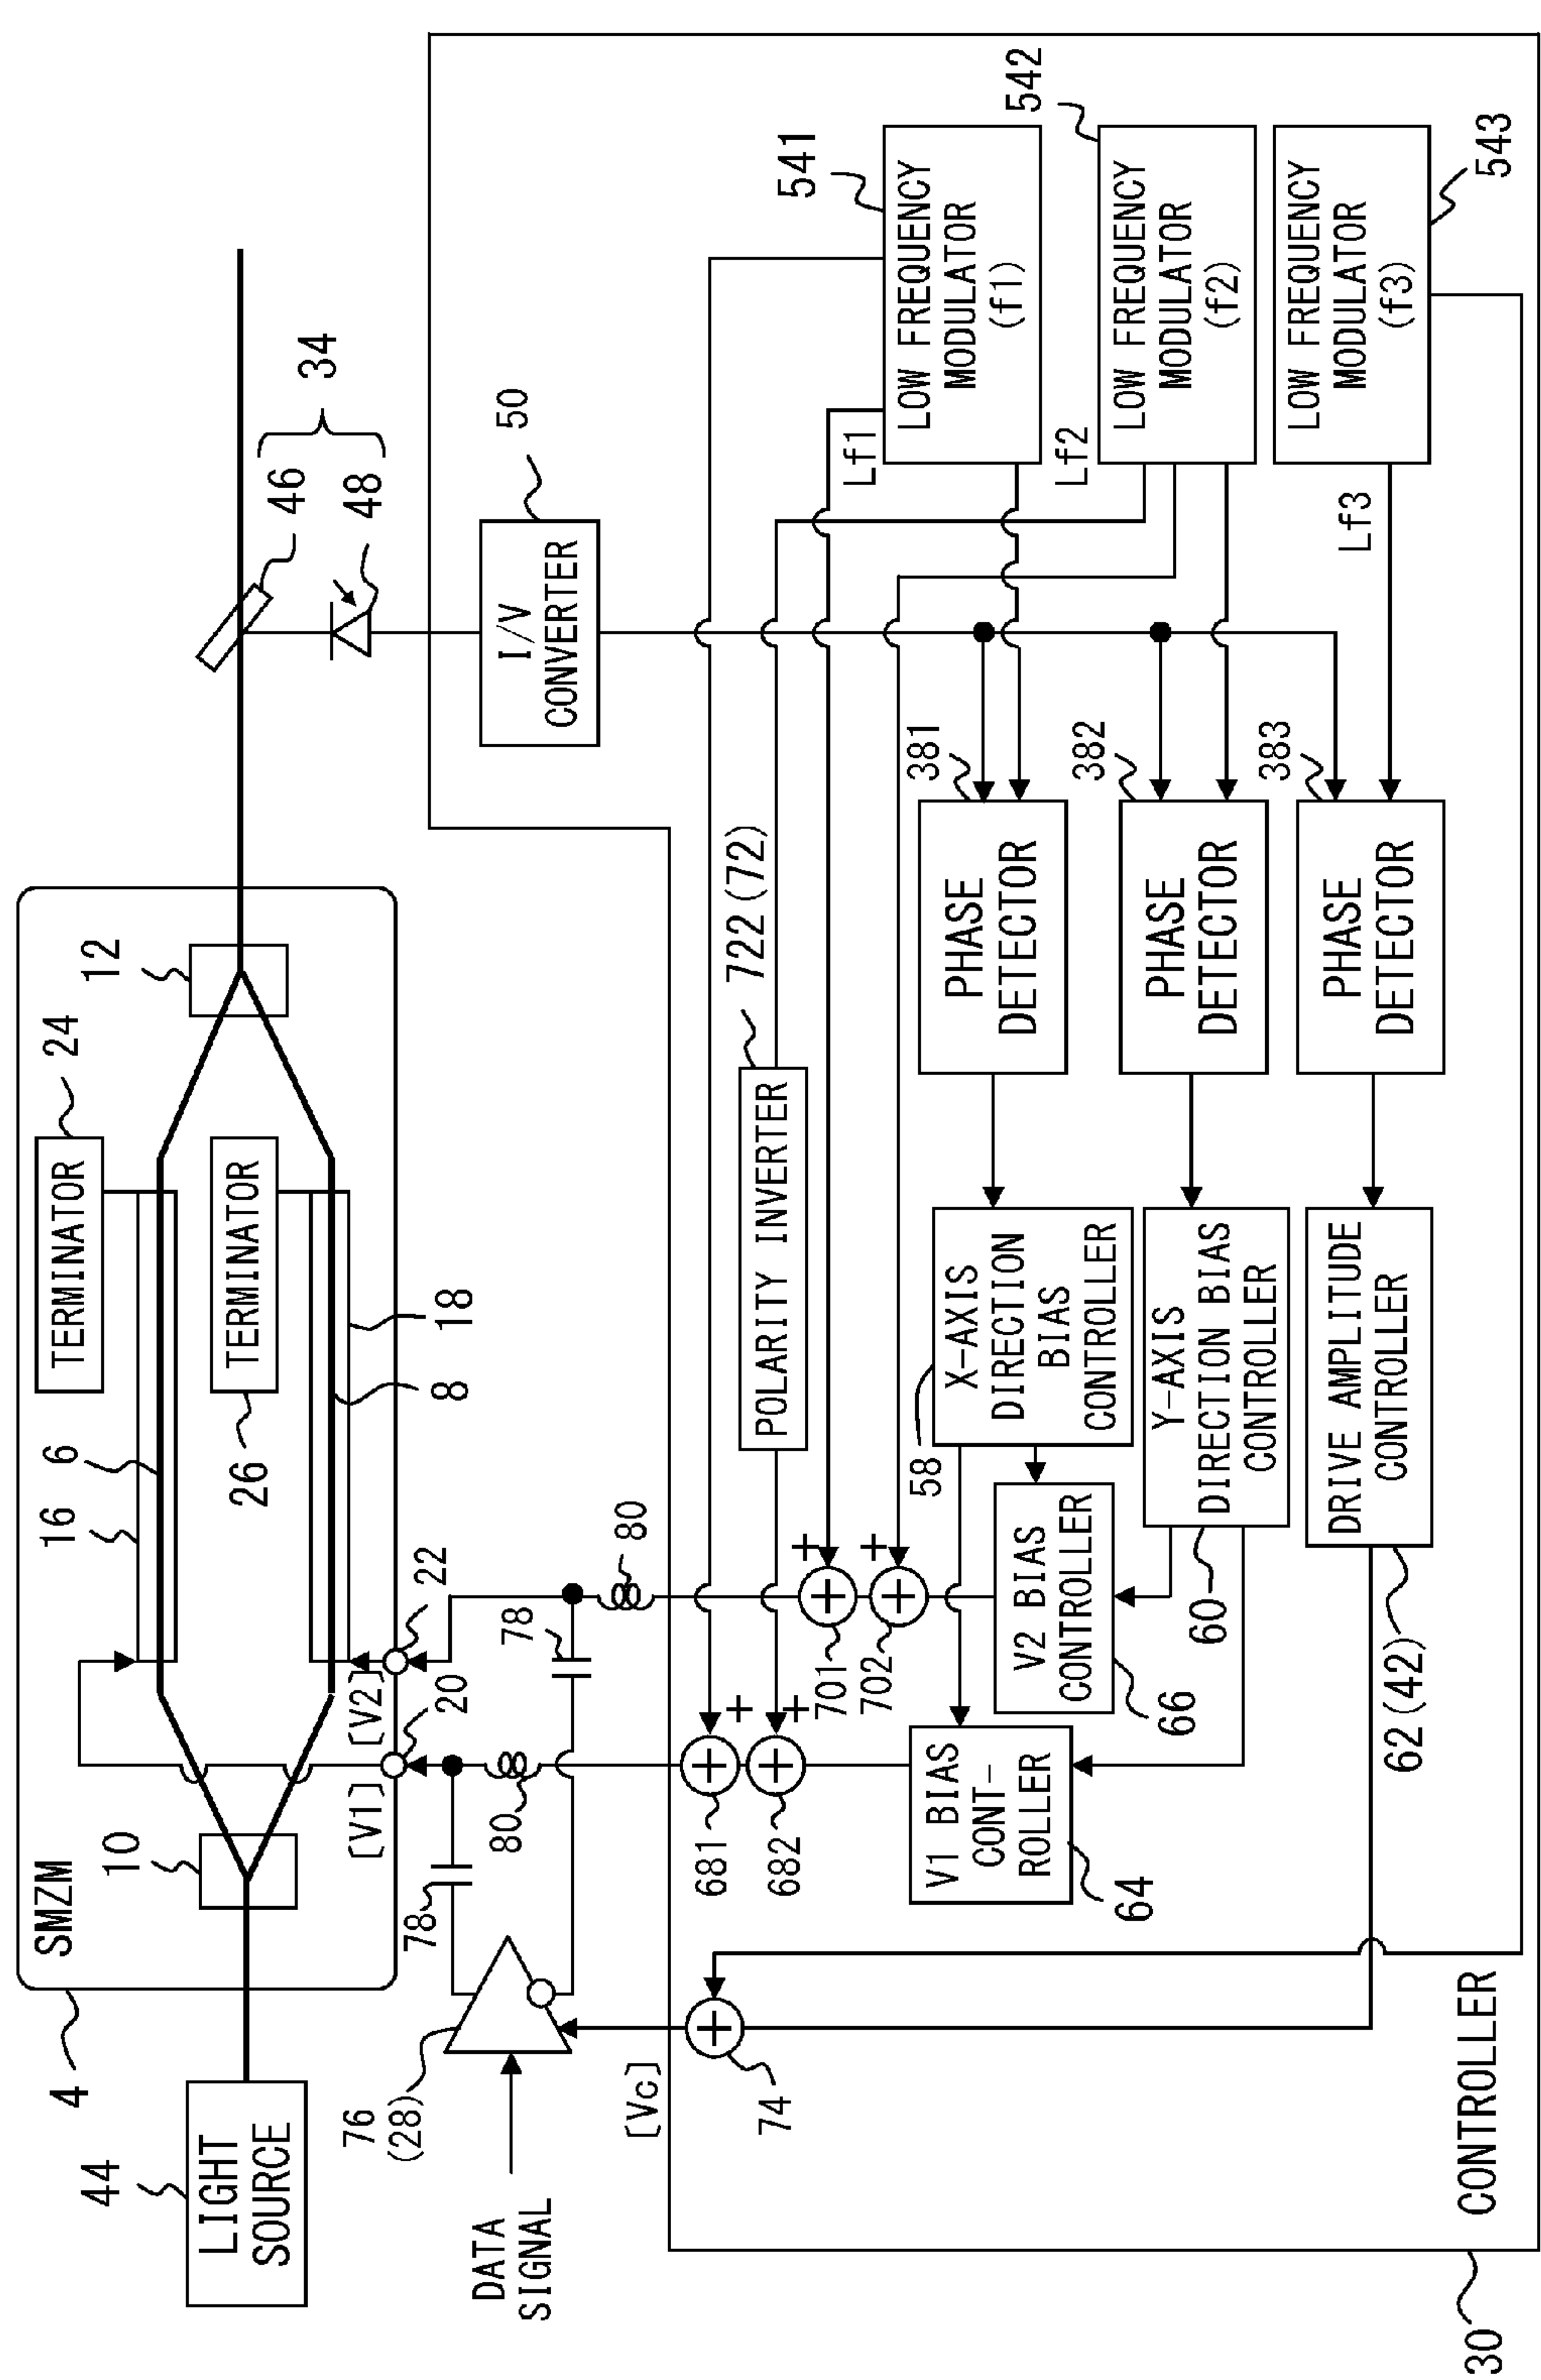 SMZM
4
10
12
16
6
TERMINATOR
24
TERMINATOR
26
8
18
LIGHT
SOURCE
44
46
48
34
[V1]
[V2]
20
22
78
78
80
80
76
(28)
DATA
SIGNAL
[Vc]
74
I/V
CONVERTER
50
681
682
701
702
+
+
+
+
POLARITY INVERTER
722(72)
V1 BIAS
CONT-
ROLLER
64
V2 BIAS
CONTROLLER
66
X-AXIS
DIRECTION
BIAS
CONTROLLER
58
Y-AXIS
DIRECTION BIAS
CONTROLLER
60
DRIVE AMPLITUDE
CONTROLLER
62(42)
PHASE
DETECTOR
381
PHASE
DETECTOR
382
PHASE
DETECTOR
383
LOW FREQUENCY
MODULATOR
(f1)
541
Lf1
LOW FREQUENCY
MODULATOR
(f2)
542
Lf2
LOW FREQUENCY
MODULATOR
(f3)
543
Lf3
CONTROLLER
30